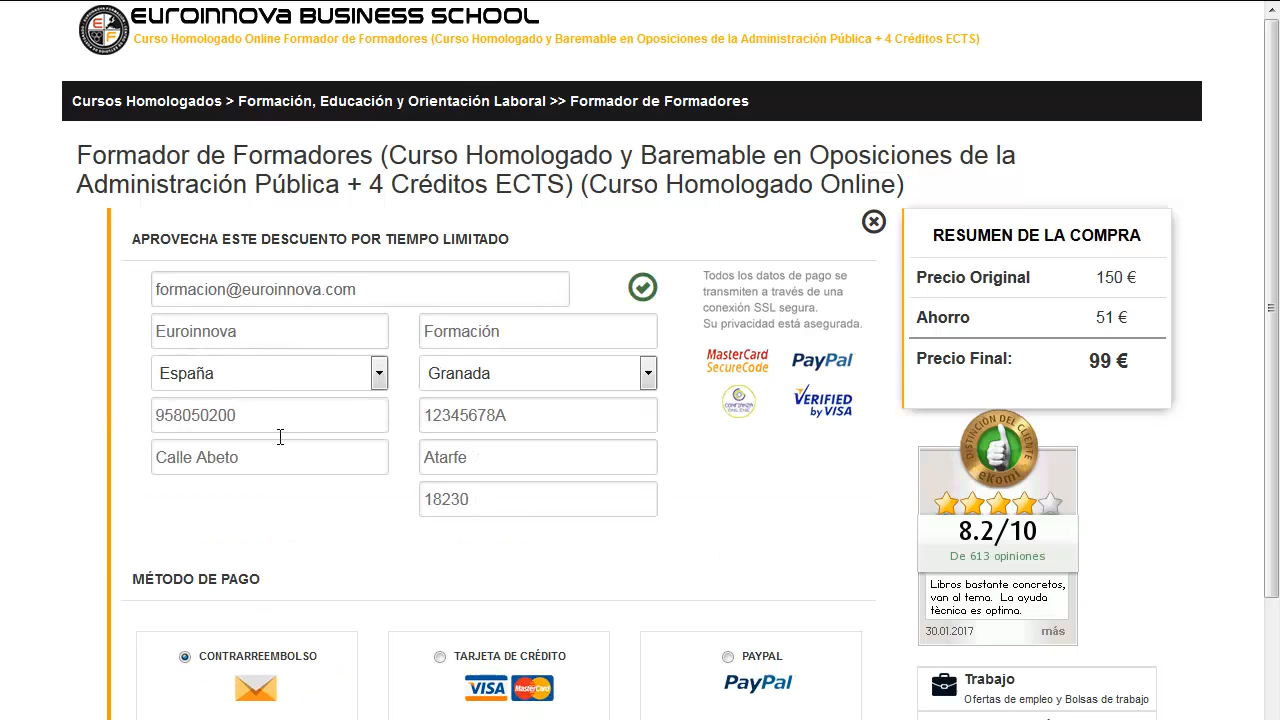 EUROINNOVA BUSINESS SCHOOL
Curso Homologado Online Formador de Formadores (Curso Homologado y Baremable en Oposiciones de la Administración Pública + 4 Créditos ECTS)
Cursos Homologados > Formación, Educación y Orientación Laboral >> Formador de Formadores
Formador de Formadores (Curso Homologado y Baremable en Oposiciones de la
Administración Pública + 4 Créditos ECTS) (Curso Homologado Online)
APROVECHA ESTE DESCUENTO POR TIEMPO LIMITADO
formacion@euroinnova.com
Euroinnova
Formación
España
Granada
958050200
12345678A
Calle Abeto
Atarfe
18230
Todos los datos de pago se
transmiten a través de una
conexión SSL segura.
Su privacidad está asegurada.
MasterCard
SecureCode
PayPal
CONFIANZA
ONLINE
VERIFIED
by VISA
RESUMEN DE LA COMPRA
Precio Original 150 €
Ahorro 51 €
Precio Final: 99 €
DISTINCIÓN DEL CLIENTE
eKomi
8.2/10
De 613 opiniones
Libros bastante concretos,
van al tema. La ayuda
tècnica es optima.
30.01.2017 más
Trabajo
Ofertas de empleo y Bolsas de trabajo
MÉTODO DE PAGO
CONTRARREEMBOLSO
TARJETA DE CRÉDITO
VISA
MasterCard
PAYPAL
PayPal